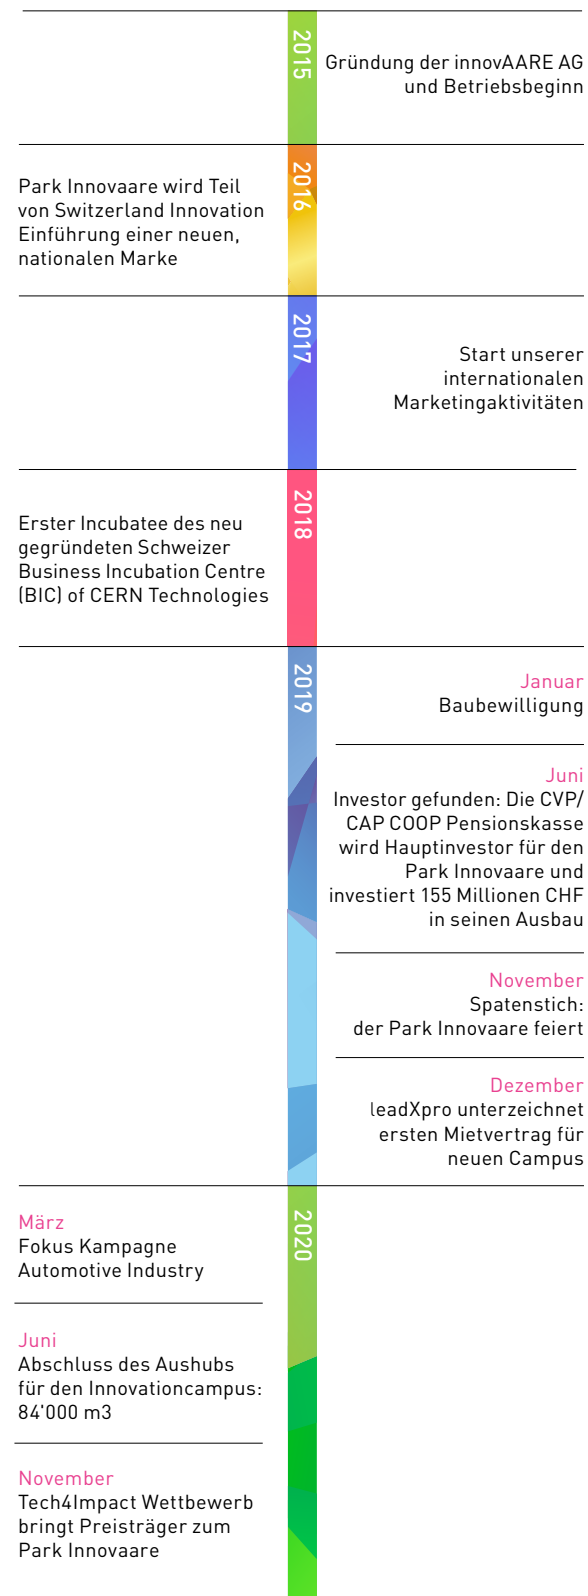 2015
Gründung der innovAARE AG
und Betriebsbeginn
2016
Park Innovaare wird Teil
von Switzerland Innovation
Einführung einer neuen,
nationalen Marke
2017
Start unserer
internationalen
Marketingaktivitäten
2018
Erster Incubatee des neu
gegründeten Schweizer
Business Incubation Centre
(BIC) of CERN Technologies
2019
Januar
Baubewilligung
Juni
Investor gefunden: Die CVP/
CAP COOP Pensionskasse
wird Hauptinvestor für den
Park Innovaare und
investiert 155 Millionen CHF
in seinen Ausbau
November
Spatenstich:
der Park Innovaare feiert
Dezember
leadXpro unterzeichnet
ersten Mietvertrag für
neuen Campus
2020
März
Fokus Kampagne
Automotive Industry
Juni
Abschluss des Aushubs
für den Innovationcampus:
84'000 m3
November
Tech4Impact Wettbewerb
bringt Preisträger zum
Park Innovaare